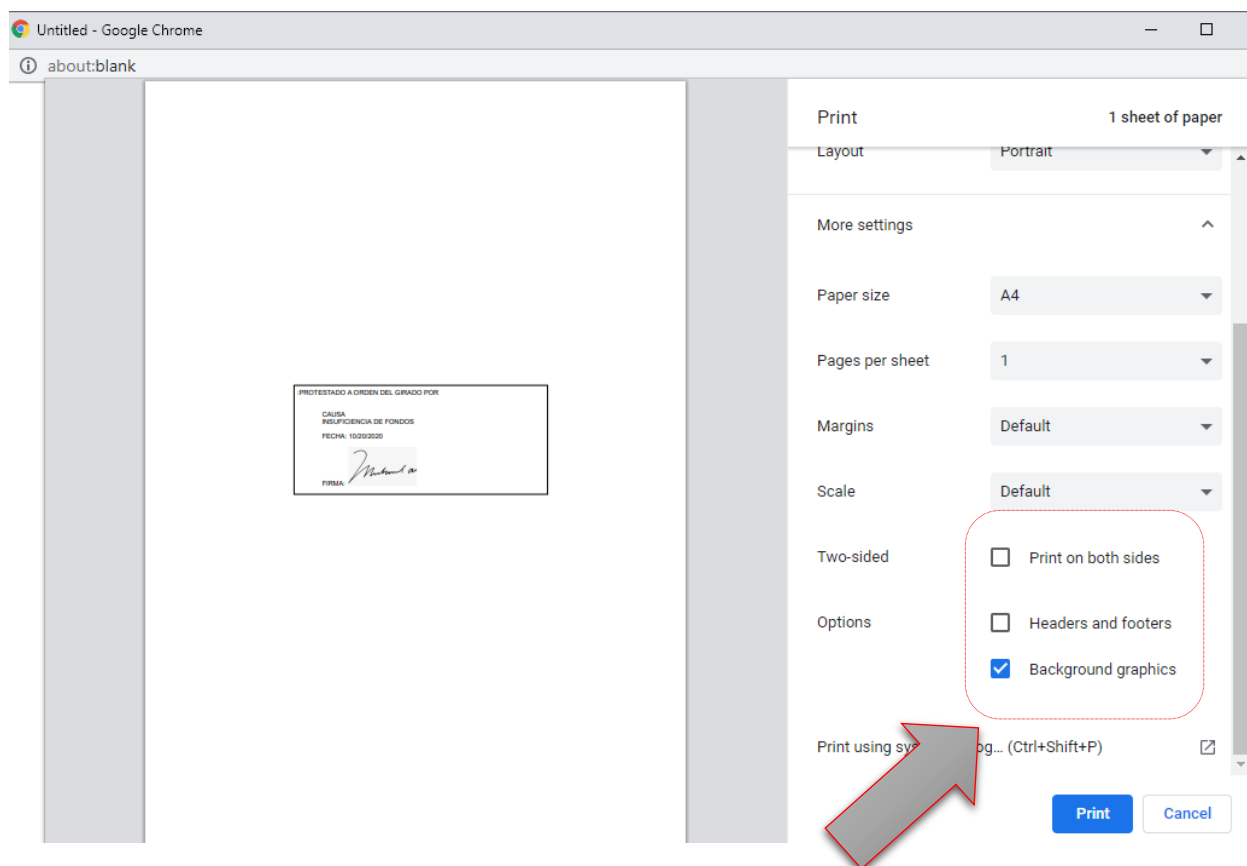 Untitled - Google Chrome
about:blank
Print
1 sheet of paper
Layout
Portrait
More settings
Paper size
A4
Pages per sheet
1
Margins
Default
Scale
Default
Two-sided
Print on both sides
Options
Headers and footers
Background graphics
Print using sys og... (Ctrl+Shift+P)
Print
Cancel
PROTESTADO A ORDEN DEL GIRADO POR
CAUSA
INSUFICIENCIA DE FONDOS
FECHA: 10/20/2020
FIRMA: